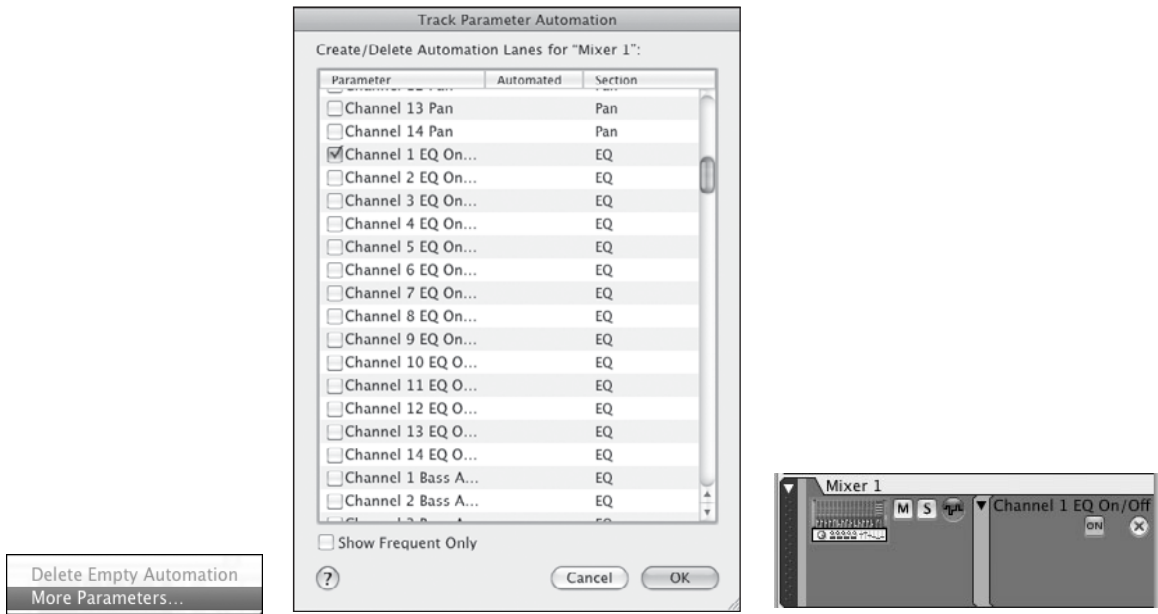 Delete Empty Automation
More Parameters...
Track Parameter Automation
Create/Delete Automation Lanes for "Mixer 1":
Parameter Automated Section
Channel 13 Pan Pan
Channel 14 Pan Pan
Channel 1 EQ On... EQ
Channel 2 EQ On... EQ
Channel 3 EQ On... EQ
Channel 4 EQ On... EQ
Channel 5 EQ On... EQ
Channel 6 EQ On... EQ
Channel 7 EQ On... EQ
Channel 8 EQ On... EQ
Channel 9 EQ On... EQ
Channel 10 EQ O... EQ
Channel 11 EQ O... EQ
Channel 12 EQ O... EQ
Channel 13 EQ O... EQ
Channel 14 EQ O... EQ
Channel 1 Bass A... EQ
Channel 2 Bass A... EQ
Show Frequent Only
? Cancel OK
Mixer 1
M S Channel 1 EQ On/Off
ON